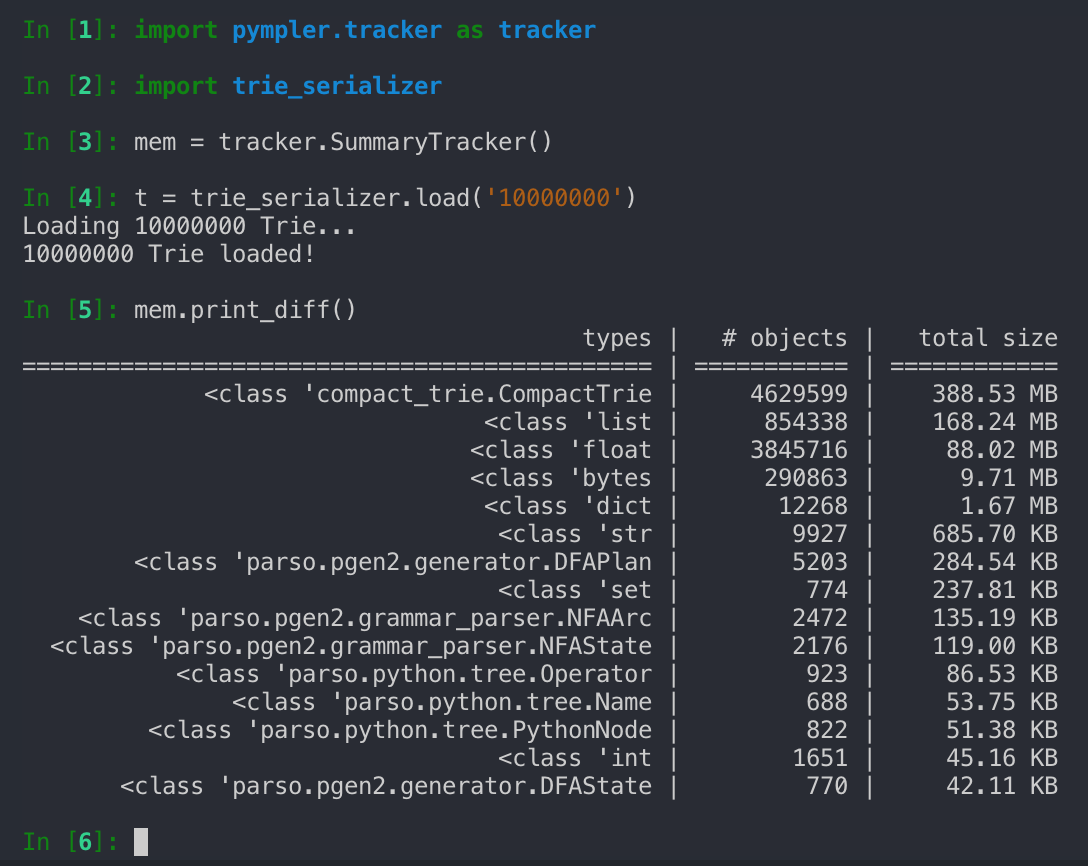 In [1]: import pympler.tracker as tracker
In [2]: import trie_serializer
In [3]: mem = tracker.SummaryTracker()
In [4]: t = trie_serializer.load('10000000')
Loading 10000000 Trie...
10000000 Trie loaded!
In [5]: mem.print_diff()
types | # objects | total size
============================================= | =========== | ============
<class 'compact_trie.CompactTrie | 4629599 | 388.53 MB
<class 'list | 854338 | 168.24 MB
<class 'float | 3845716 | 88.02 MB
<class 'bytes | 290863 | 9.71 MB
<class 'dict | 12268 | 1.67 MB
<class 'str | 9927 | 685.70 KB
<class 'parso.pgen2.generator.DFAPlan | 5203 | 284.54 KB
<class 'set | 774 | 237.81 KB
<class 'parso.pgen2.grammar_parser.NFAArc | 2472 | 135.19 KB
<class 'parso.pgen2.grammar_parser.NFAState | 2176 | 119.00 KB
<class 'parso.python.tree.Operator | 923 | 86.53 KB
<class 'parso.python.tree.Name | 688 | 53.75 KB
<class 'parso.python.tree.PythonNode | 822 | 51.38 KB
<class 'int | 1651 | 45.16 KB
<class 'parso.pgen2.generator.DFAState | 770 | 42.11 KB
In [6]: